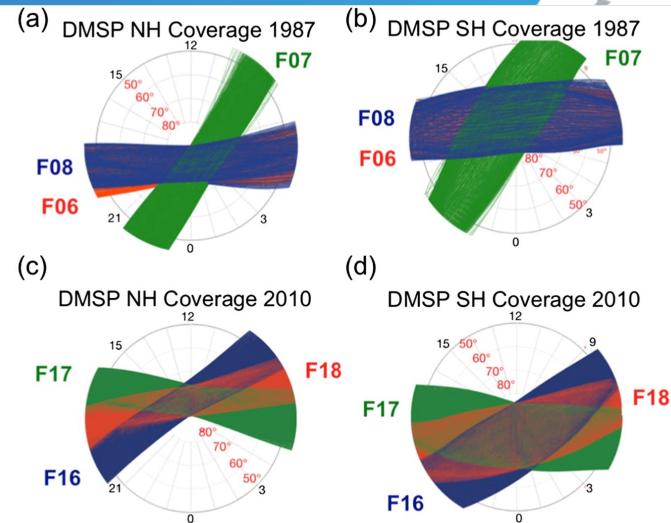 (a)
DMSP NH Coverage 1987
12
F07
15
50°
60°
70°
80°
F08
F06
21
3
0
(b)
DMSP SH Coverage 1987
F07
15
F08
F06
80°
70°
60°
50°
3
0
(c)
DMSP NH Coverage 2010
12
15
F17
F18
80°
70°
60°
50°
F16
21
3
0
(d)
DMSP SH Coverage 2010
12
15
50°
60°
70°
80°
9
F17
F18
F16
3
0